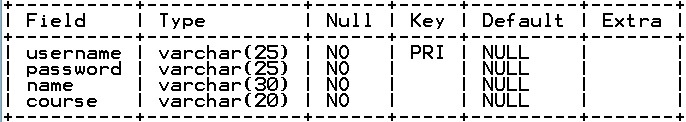 +----------+-------------+------+-----+---------+-------+
| Field    | Type        | Null | Key | Default | Extra |
+----------+-------------+------+-----+---------+-------+
| username | varchar(25) | NO   | PRI | NULL    |       |
| password | varchar(25) | NO   |     | NULL    |       |
| name     | varchar(30) | NO   |     | NULL    |       |
| course   | varchar(20) | NO   |     | NULL    |       |
+----------+-------------+------+-----+---------+-------+